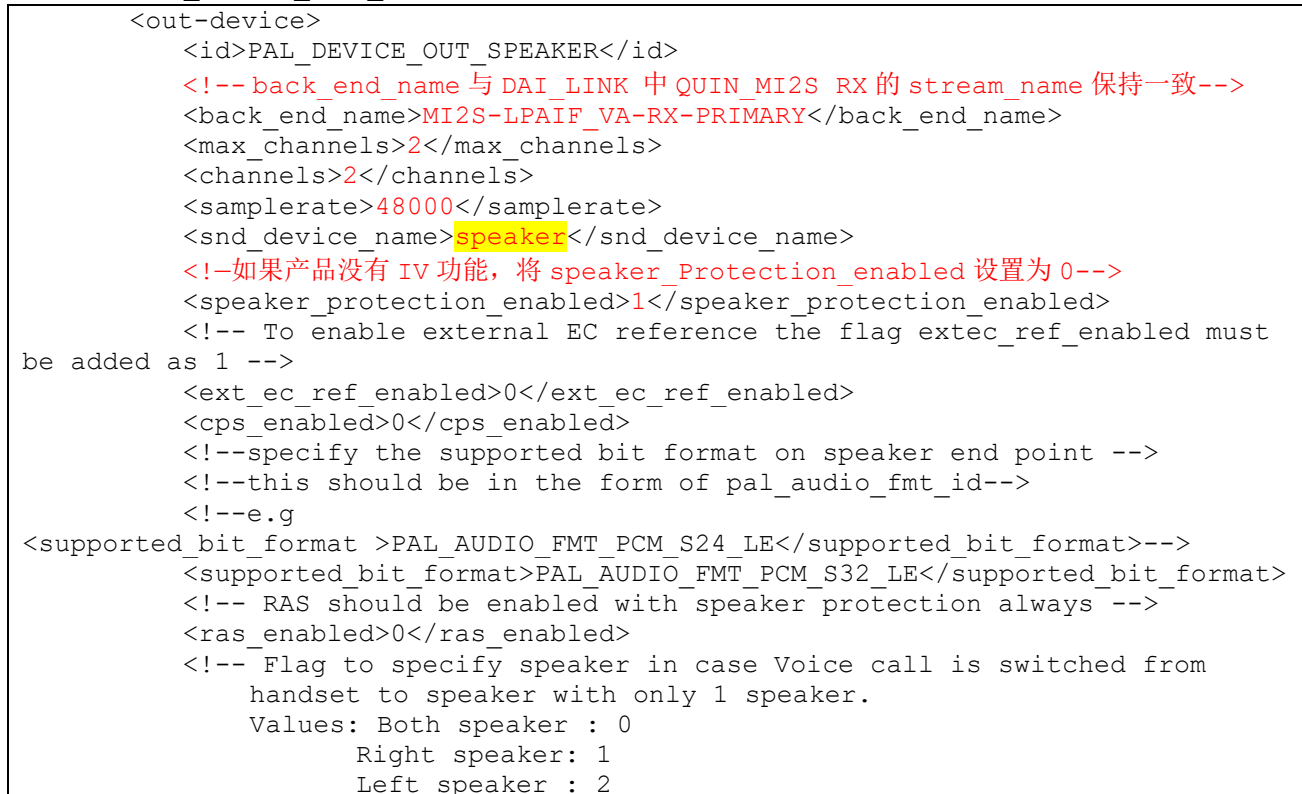 <out-device>
<id>PAL_DEVICE_OUT_SPEAKER</id>
<!--back_end_name 与 DAI_LINK 中 QUIN_MI2S RX 的 stream_name 保持一致-->
<back_end_name>MI2S-LPAIF_VA-RX-PRIMARY</back_end_name>
<max_channels>2</max_channels>
<channels>2</channels>
<samplerate>48000</samplerate>
<snd_device_name>speaker</snd_device_name>
<!—如果产品没有 IV 功能，将 speaker_Protection_enabled 设置为 0-->
<speaker_protection_enabled>1</speaker_protection_enabled>
<!-- To enable external EC reference the flag extec_ref_enabled must
be added as 1 -->
<ext_ec_ref_enabled>0</ext_ec_ref_enabled>
<cps_enabled>0</cps_enabled>
<!--specify the supported bit format on speaker end point -->
<!--this should be in the form of pal_audio_fmt_id-->
<!--e.g
<supported_bit_format >PAL_AUDIO_FMT_PCM_S24_LE</supported_bit_format>-->
<supported_bit_format>PAL_AUDIO_FMT_PCM_S32_LE</supported_bit_format>
<!-- RAS should be enabled with speaker protection always -->
<ras_enabled>0</ras_enabled>
<!-- Flag to specify speaker in case Voice call is switched from
handset to speaker with only 1 speaker.
Values: Both speaker : 0
Right speaker: 1
Left speaker : 2